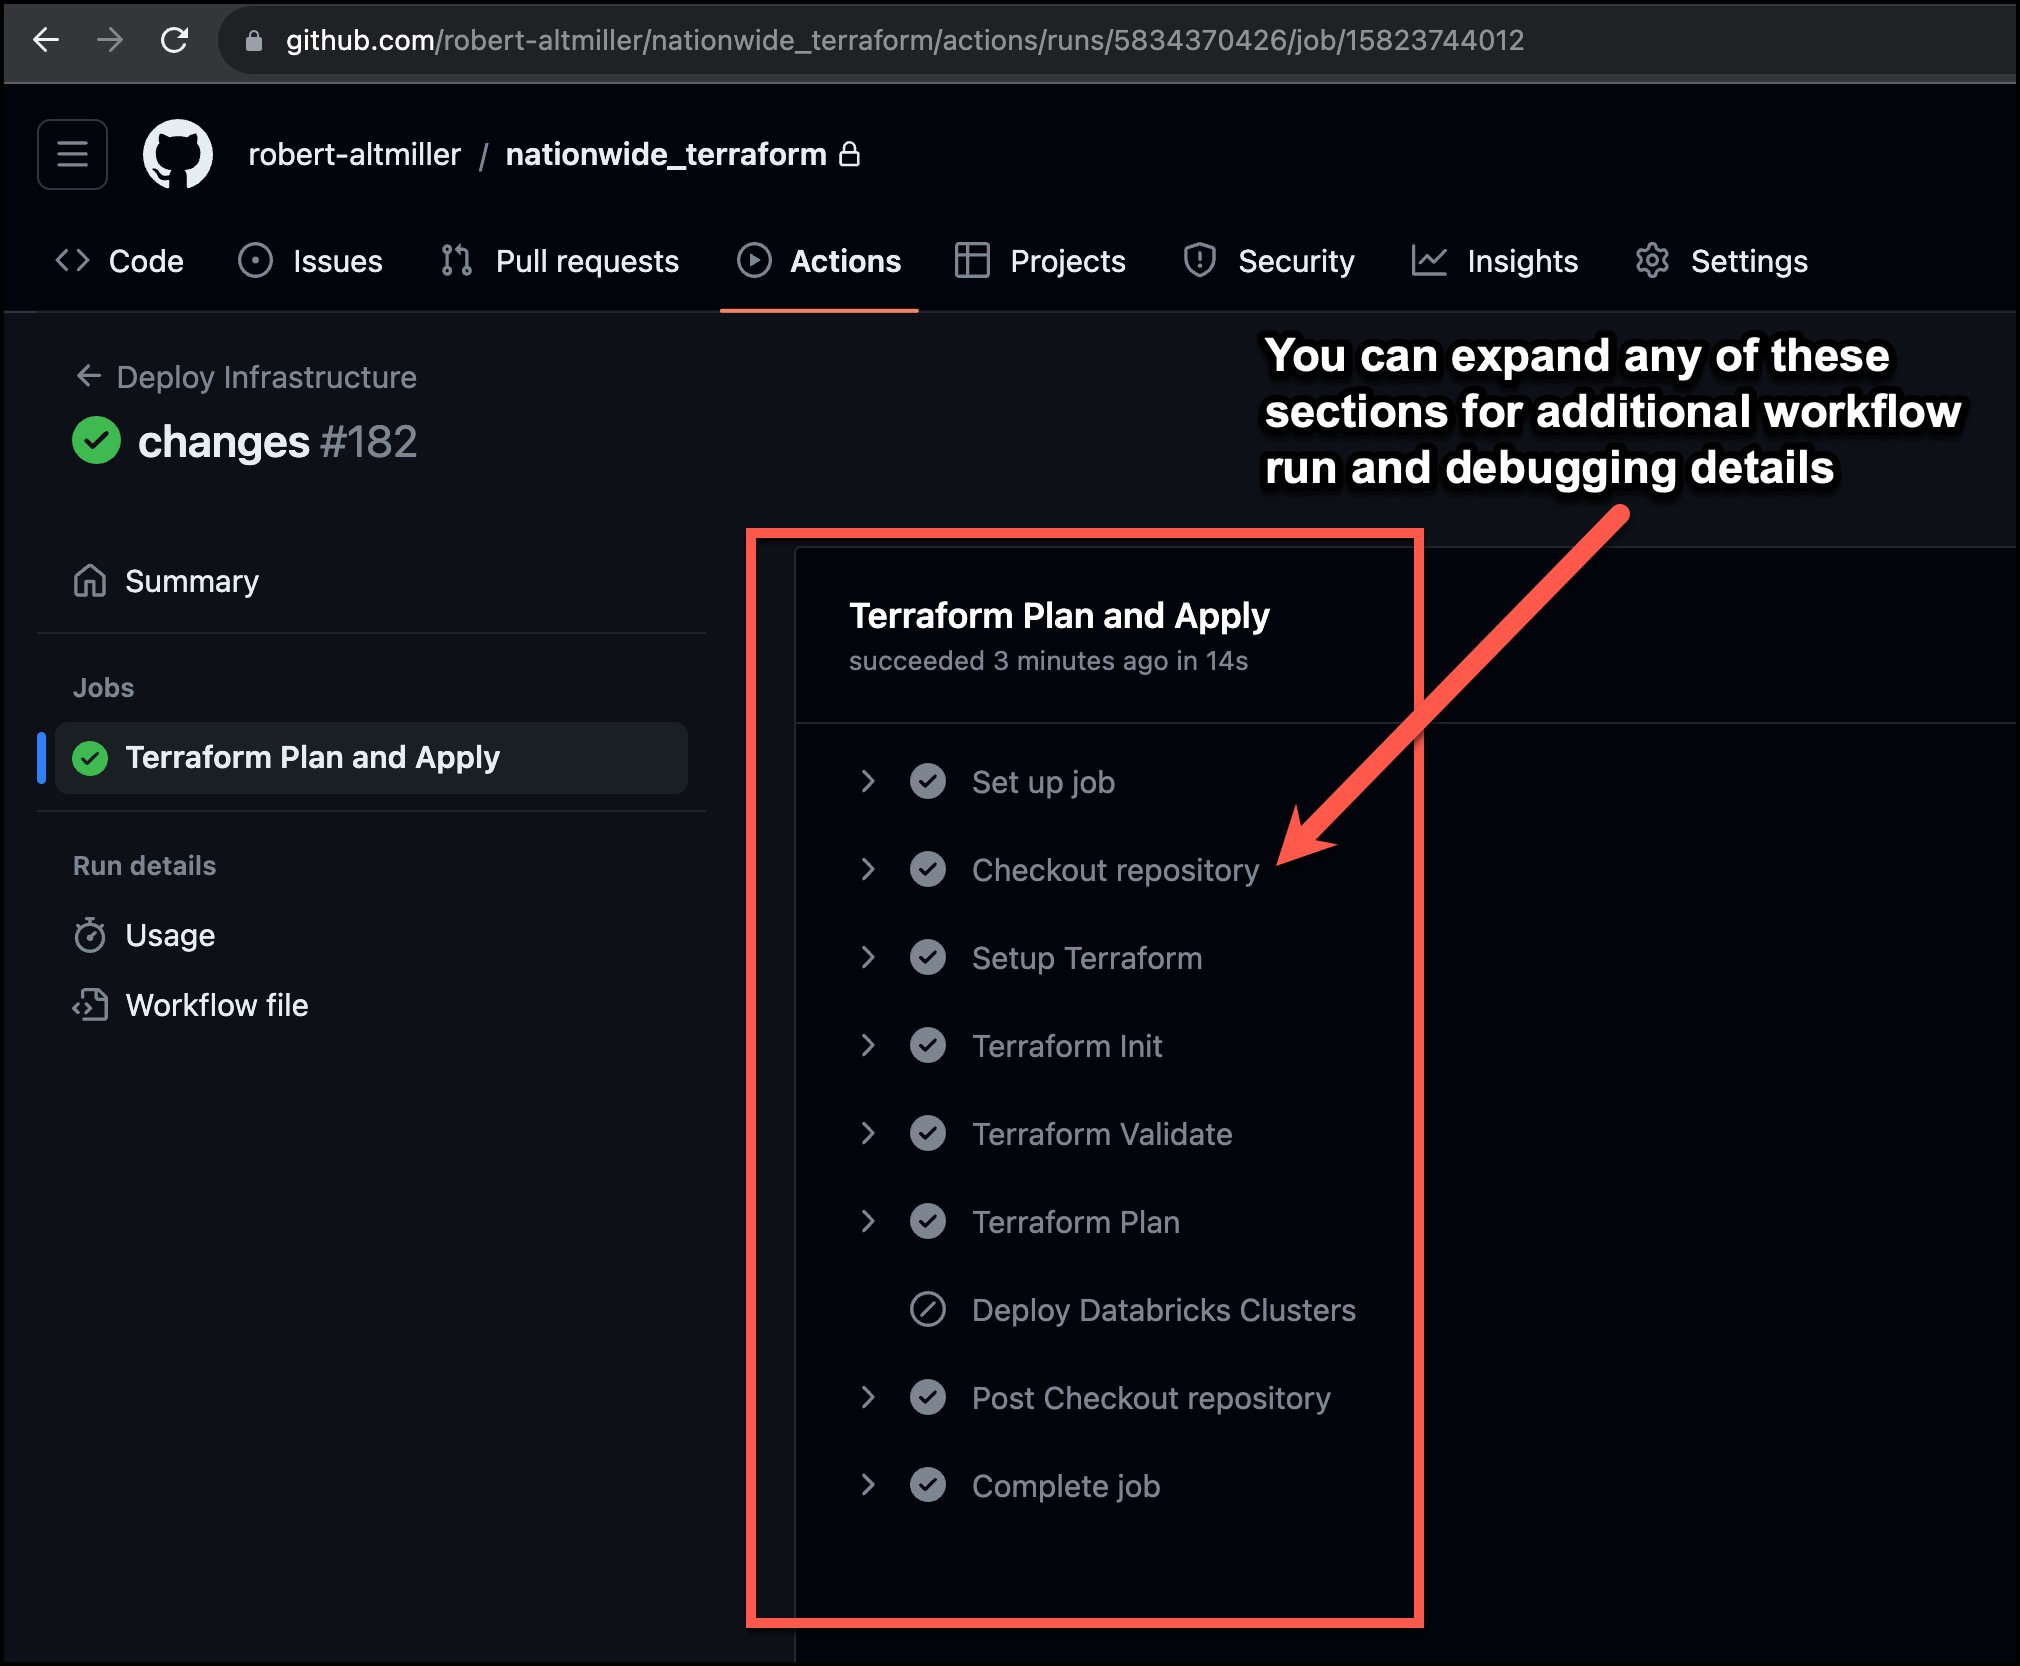 github.com/robert-altmiller/nationwide_terraform/actions/runs/5834370426/job/15823744012
robert-altmiller / nationwide_terraform
Code Issues Pull requests Actions Projects Security Insights Settings
You can expand any of these
sections for additional workflow
run and debugging details
Deploy Infrastructure
changes #182
Summary
Jobs
Terraform Plan and Apply
Run details
Usage
Workflow file
Terraform Plan and Apply
succeeded 3 minutes ago in 14s
Set up job
Checkout repository
Setup Terraform
Terraform Init
Terraform Validate
Terraform Plan
Deploy Databricks Clusters
Post Checkout repository
Complete job